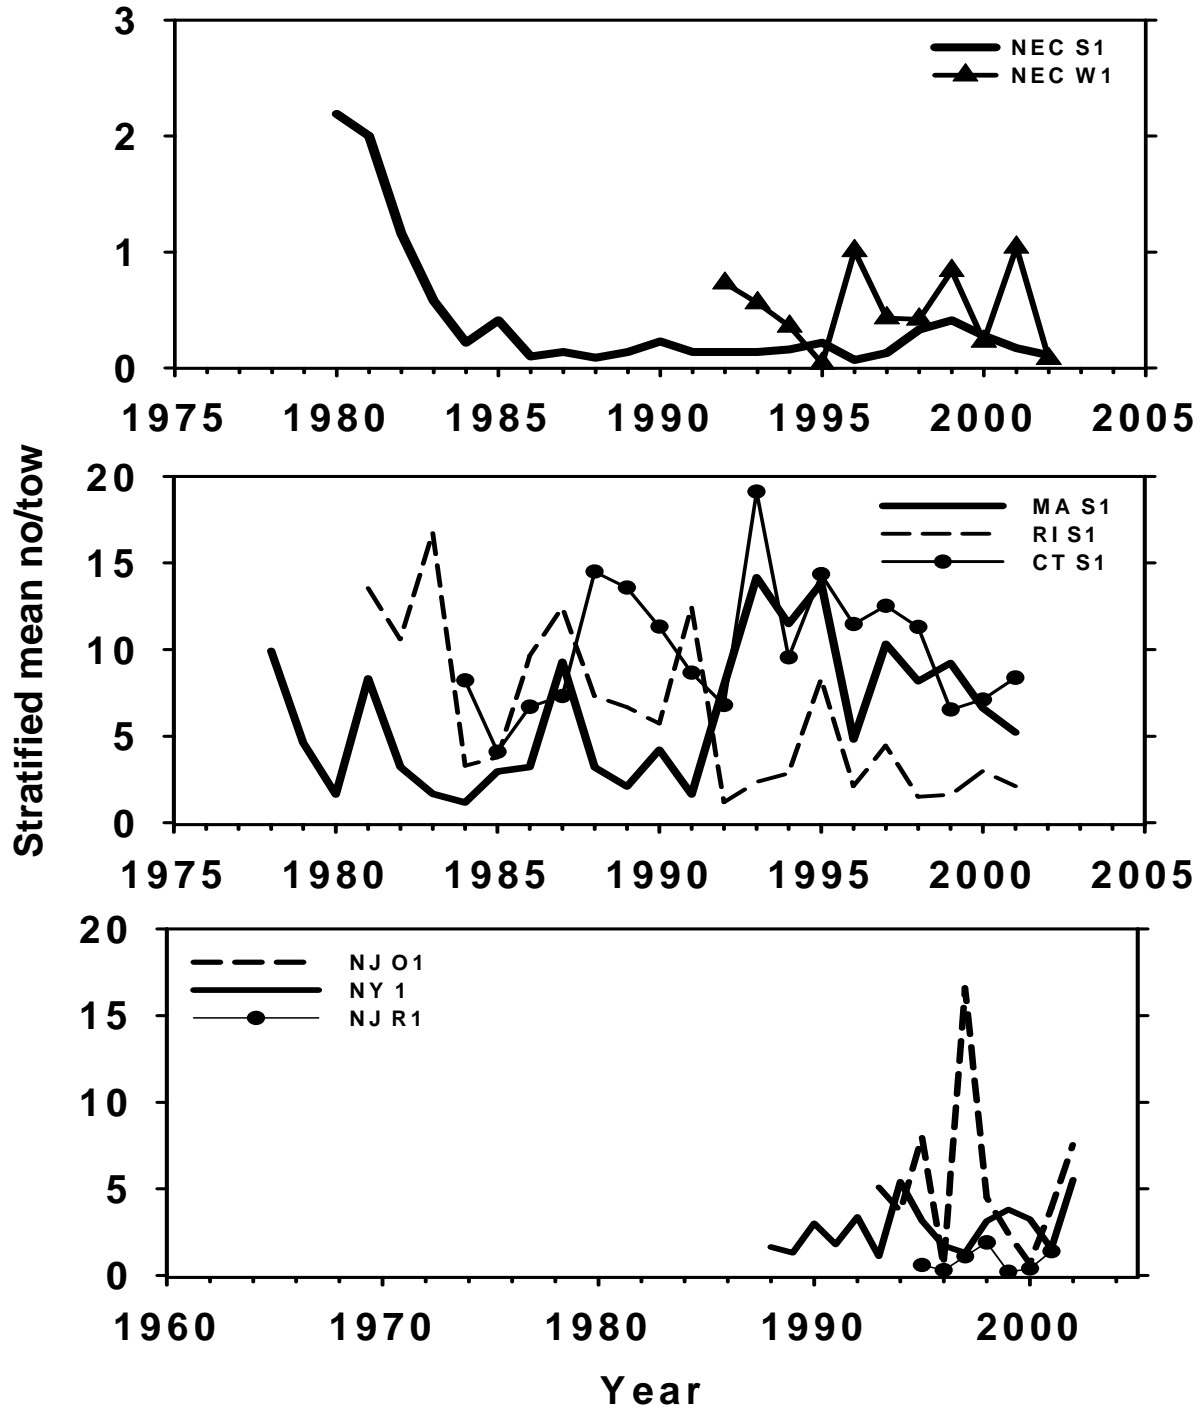 3
NEC S1
NEC W1
2
1
0
1975 1980 1985 1990 1995 2000 2005
Stratified mean no/tow
20
MA S1
RI S1
CT S1
15
10
5
0
1975 1980 1985 1990 1995 2000 2005
20
NJ O1
NY 1
NJ R1
15
10
5
0
1960 1970 1980 1990 2000
Year